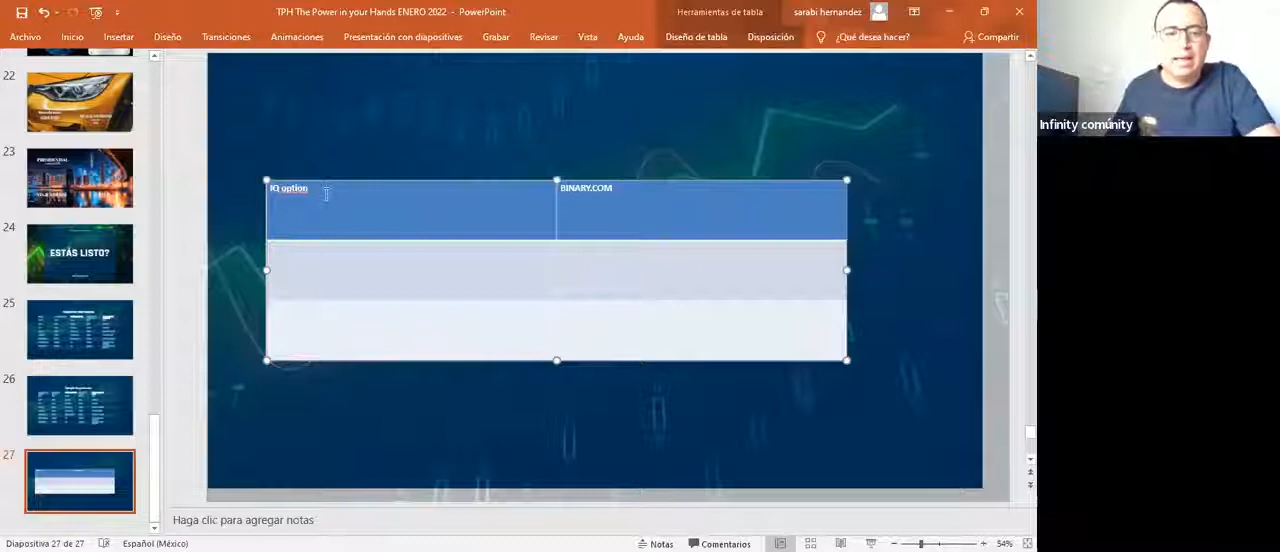 TPH The Power in your Hands ENERO 2022 - PowerPoint
Herramientas de tabla
sarabi hernandez
Archivo Inicio Insertar Diseño Transiciones Animaciones Presentación con diapositivas Grabar Revisar Vista Ayuda Diseño de tabla Disposición ¿Qué desea hacer? Compartir
Infinity comúnity
22
23
PRESIDENTIAL
24
ESTÁS LISTO?
25
26
27
IQ option
BINARY.COM
Haga clic para agregar notas
Diapositiva 27 de 27 Español (México) Notas Comentarios 54%